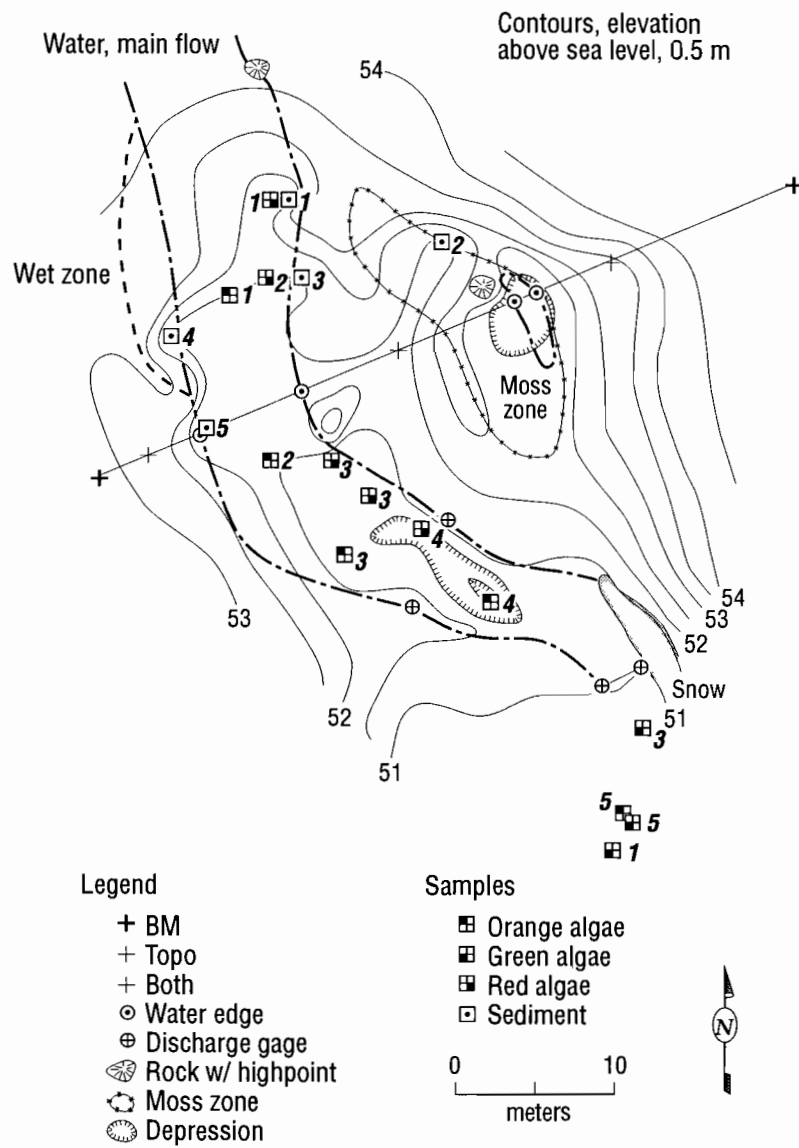 Water, main flow
Contours, elevation
above sea level, 0.5 m
54
1
1
2
Wet zone
2
3
1
4
Moss
zone
5
2
3
3
4
3
4
53
54
53
52
Snow
52
51
3
51
5
5
1
Legend
BM
Topo
Both
Water edge
Discharge gage
Rock w/ highpoint
Moss zone
Depression
Samples
Orange algae
Green algae
Red algae
Sediment
0
10
meters
N